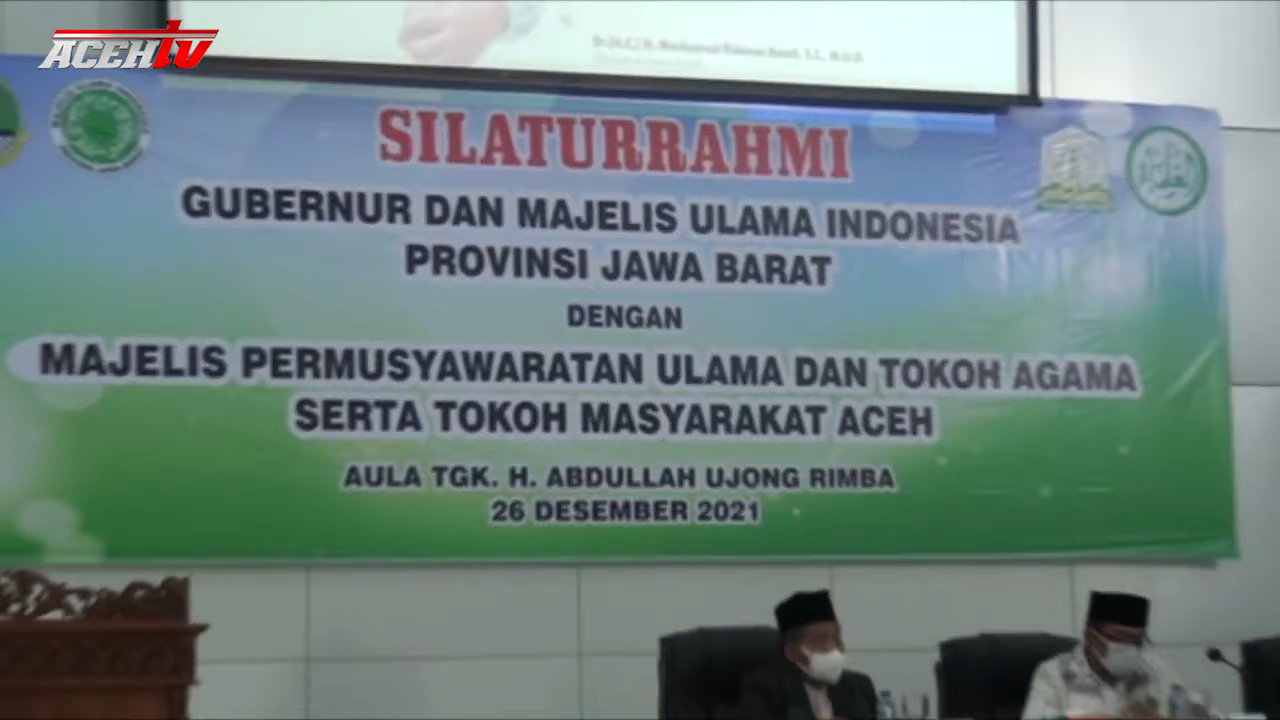 ACEHTV
SILATURRAHMI
GUBERNUR DAN MAJELIS ULAMA INDONESIA
PROVINSI JAWA BARAT
DENGAN
MAJELIS PERMUSYAWARATAN ULAMA DAN TOKOH AGAMA
SERTA TOKOH MASYARAKAT ACEH
AULA TGK. H. ABDULLAH UJONG RIMBA
26 DESEMBER 2021